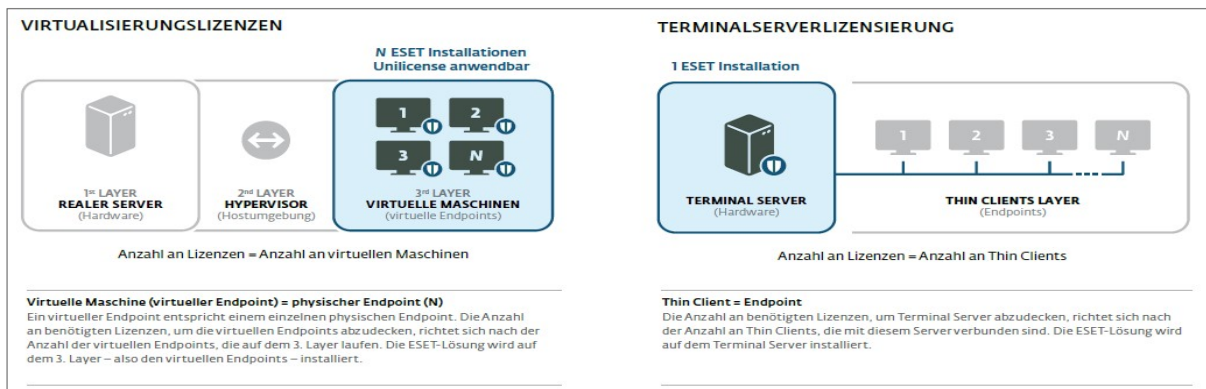 VIRTUALISIERUNGSLIZENZEN
N ESET Installationen
Unilicense anwendbar
1
2
3
N
1st LAYER
REALER SERVER
(Hardware)
2nd LAYER
HYPERVISOR
(Hostumgebung)
3rd LAYER
VIRTUELLE MASCHINEN
(virtuelle Endpoints)
Anzahl an Lizenzen = Anzahl an virtuellen Maschinen
Virtuelle Maschine (virtueller Endpoint) = physischer Endpoint (N)
Ein virtueller Endpoint entspricht einem einzelnen physischen Endpoint. Die Anzahl
an benötigten Lizenzen, um die virtuellen Endpoints abzudecken, richtet sich nach der
Anzahl der virtuellen Endpoints, die auf dem 3. Layer laufen. Die ESET-Lösung wird auf
dem 3. Layer – also den virtuellen Endpoints – installiert.
TERMINALSERVERLIZENSIERUNG
1 ESET Installation
1
2
3
N
TERMINAL SERVER
(Hardware)
THIN CLIENTS LAYER
(Endpoints)
Anzahl an Lizenzen = Anzahl an Thin Clients
Thin Client = Endpoint
Die Anzahl an benötigten Lizenzen, um Terminal Server abzudecken, richtet sich nach
der Anzahl an Thin Clients, die mit diesem Server verbunden sind. Die ESET-Lösung wird
auf dem Terminal Server installiert.